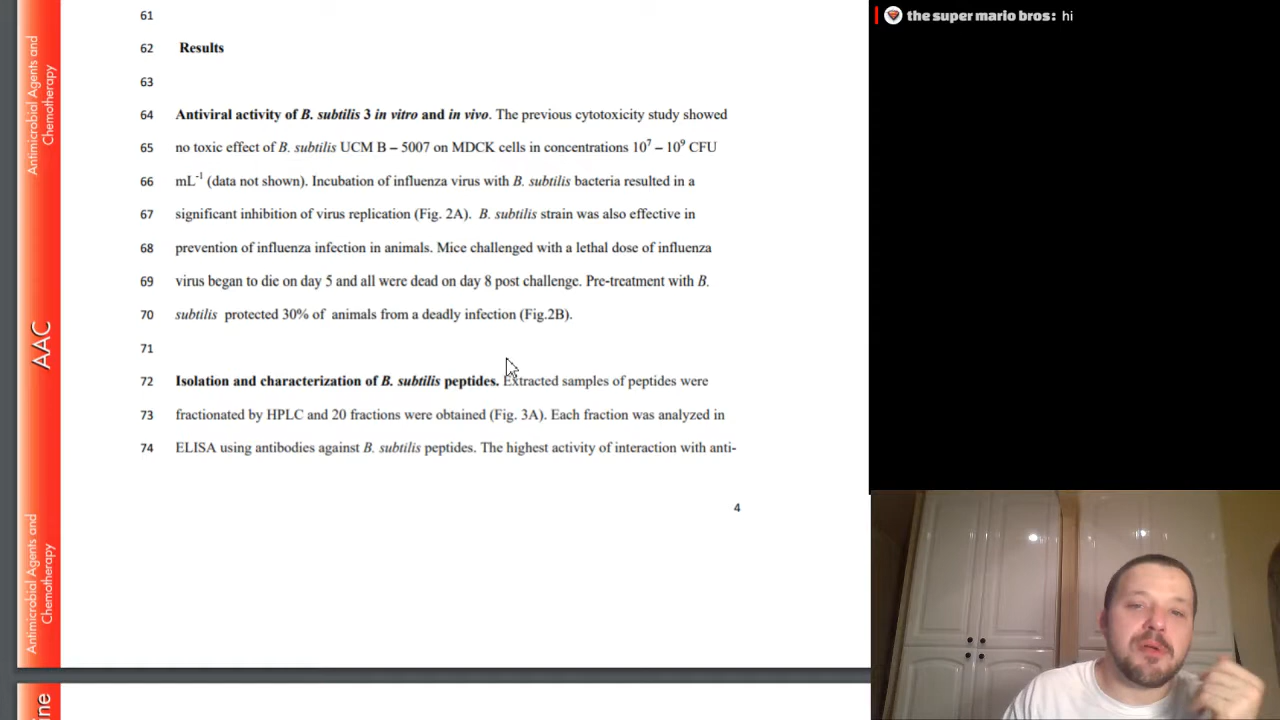 61
62 Results
63
64 Antiviral activity of B. subtilis 3 in vitro and in vivo. The previous cytotoxicity study showed
65 no toxic effect of B. subtilis UCM B – 5007 on MDCK cells in concentrations 10⁷ – 10⁹ CFU
66 mL⁻¹ (data not shown). Incubation of influenza virus with B. subtilis bacteria resulted in a
67 significant inhibition of virus replication (Fig. 2A). B. subtilis strain was also effective in
68 prevention of influenza infection in animals. Mice challenged with a lethal dose of influenza
69 virus began to die on day 5 and all were dead on day 8 post challenge. Pre-treatment with B.
70 subtilis protected 30% of animals from a deadly infection (Fig.2B).
71
72 Isolation and characterization of B. subtilis peptides. Extracted samples of peptides were
73 fractionated by HPLC and 20 fractions were obtained (Fig. 3A). Each fraction was analyzed in
74 ELISA using antibodies against B. subtilis peptides. The highest activity of interaction with anti-
4
Antimicrobial Agents and
Chemotherapy
AAC
Antimicrobial Agents and
Chemotherapy
ne
the super mario bros: hi